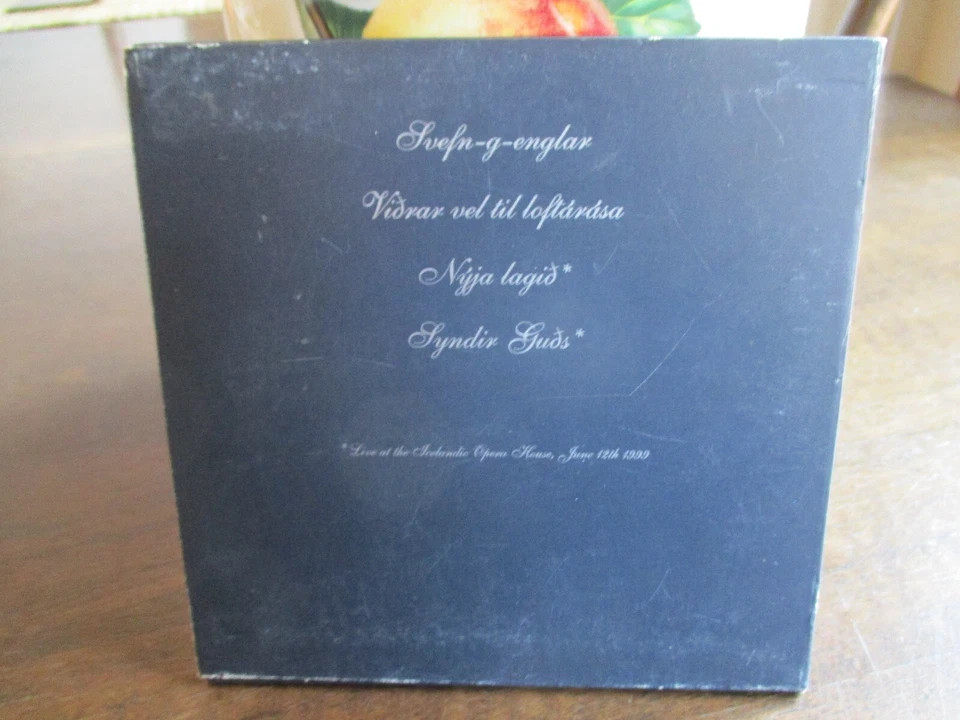 Svefn-g-englar
Viðrar vel til loftárása
Nýja lagið*
Syndir Guðs*
*Live at the Icelandic Opera House, June 12th 1999